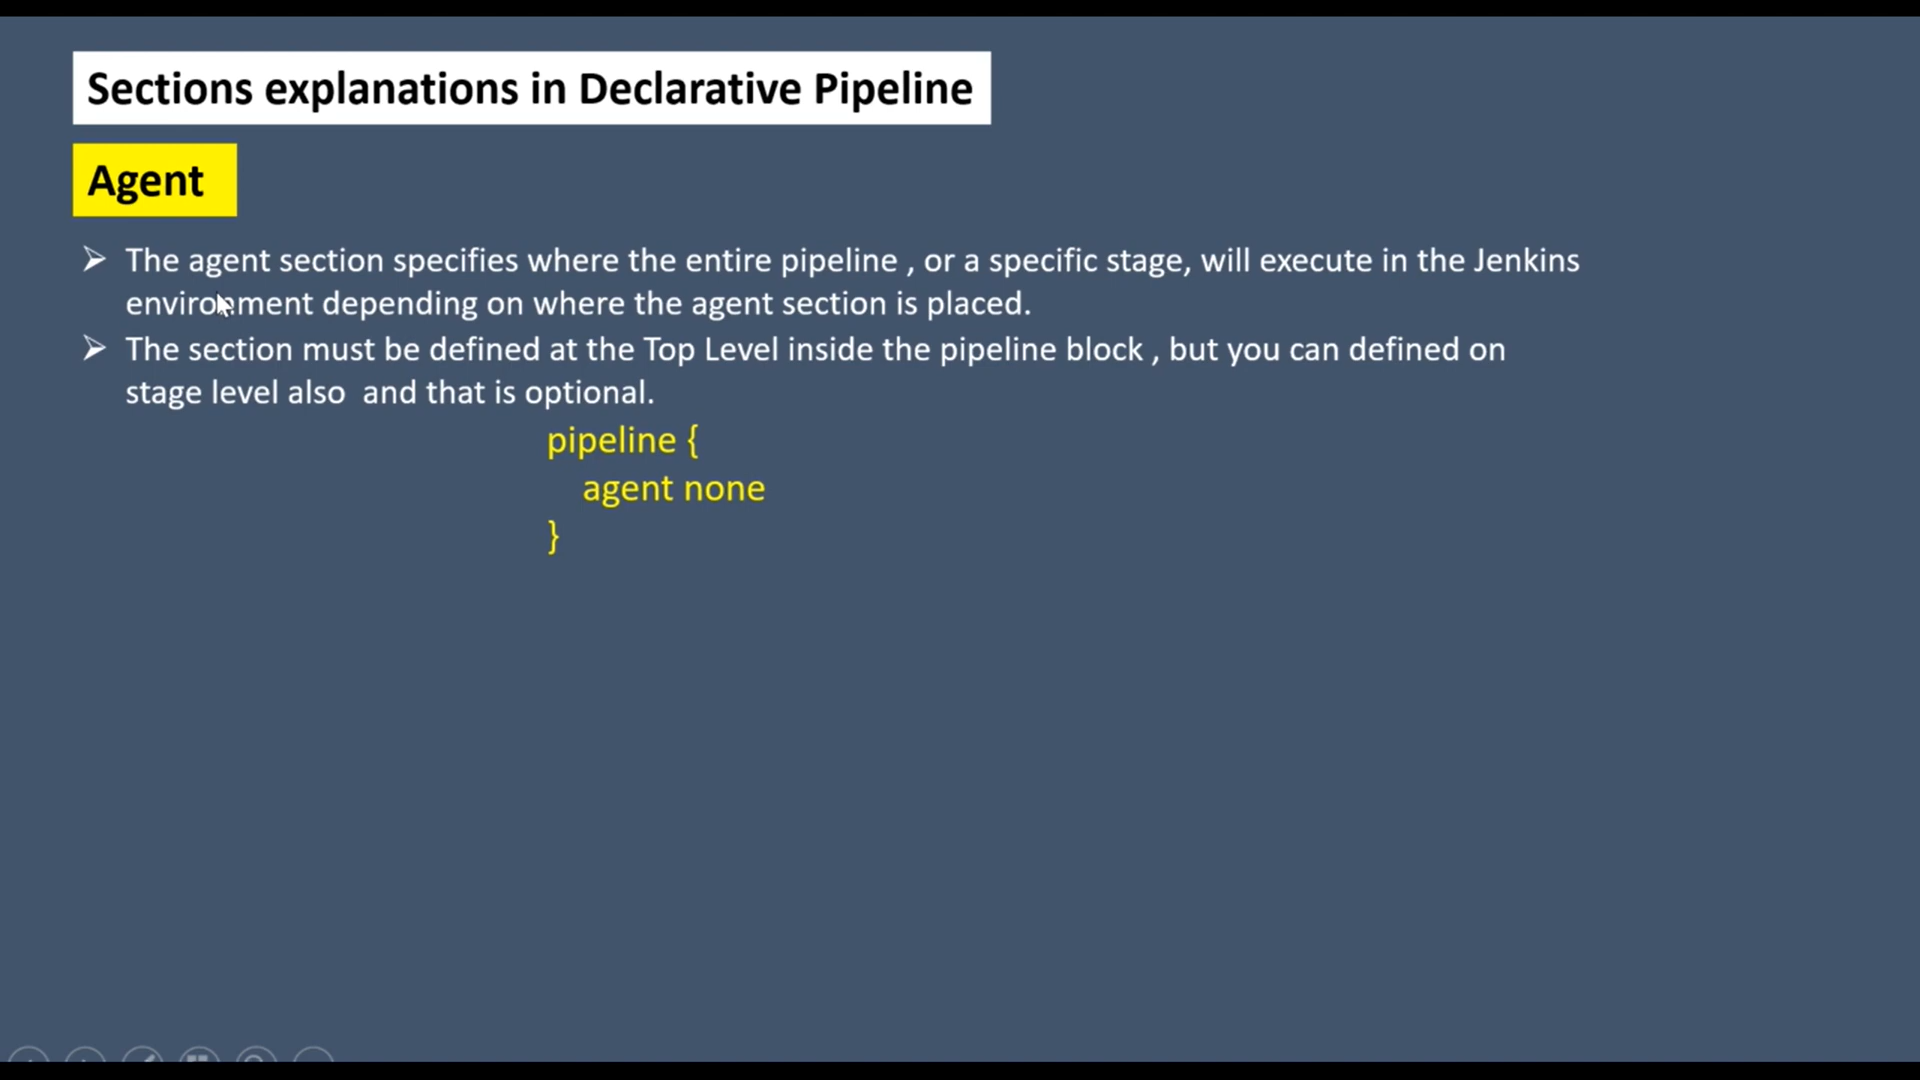 Sections explanations in Declarative Pipeline
Agent
➢ The agent section specifies where the entire pipeline , or a specific stage, will execute in the Jenkins
environment depending on where the agent section is placed.
➢ The section must be defined at the Top Level inside the pipeline block , but you can defined on
stage level also  and that is optional.
pipeline {
agent none
}